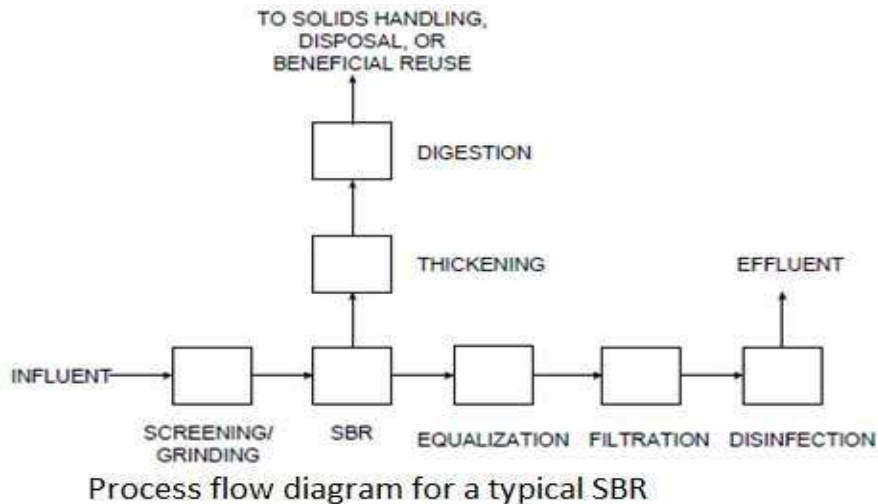 TO SOLIDS HANDLING,
DISPOSAL, OR
BENEFICIAL REUSE
DIGESTION
THICKENING
EFFLUENT
INFLUENT
SCREENING/
GRINDING
SBR
EQUALIZATION
FILTRATION
DISINFECTION
Process flow diagram for a typical SBR